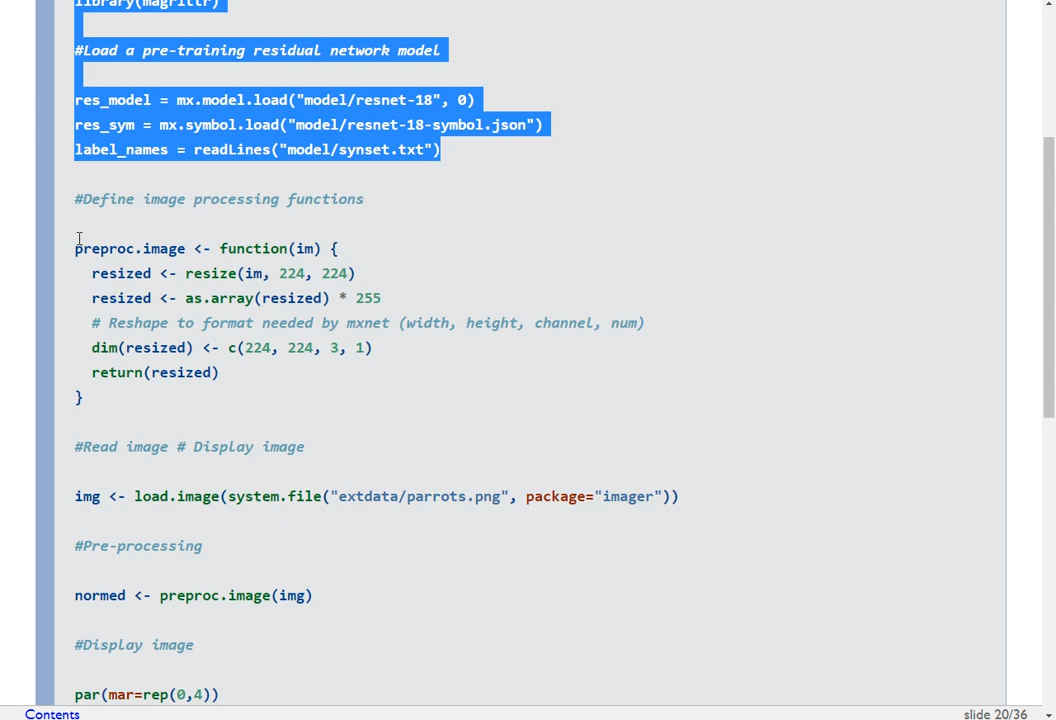 library(magrittr)
#Load a pre-training residual network model
res_model = mx.model.load("model/resnet-18", 0)
res_sym = mx.symbol.load("model/resnet-18-symbol.json")
label_names = readLines("model/synset.txt")
#Define image processing functions
preproc.image <- function(im) {
  resized <- resize(im, 224, 224)
  resized <- as.array(resized) * 255
  # Reshape to format needed by mxnet (width, height, channel, num)
  dim(resized) <- c(224, 224, 3, 1)
  return(resized)
}
#Read image # Display image
img <- load.image(system.file("extdata/parrots.png", package="imager"))
#Pre-processing
normed <- preproc.image(img)
#Display image
par(mar=rep(0,4))
Contents
slide 20/36